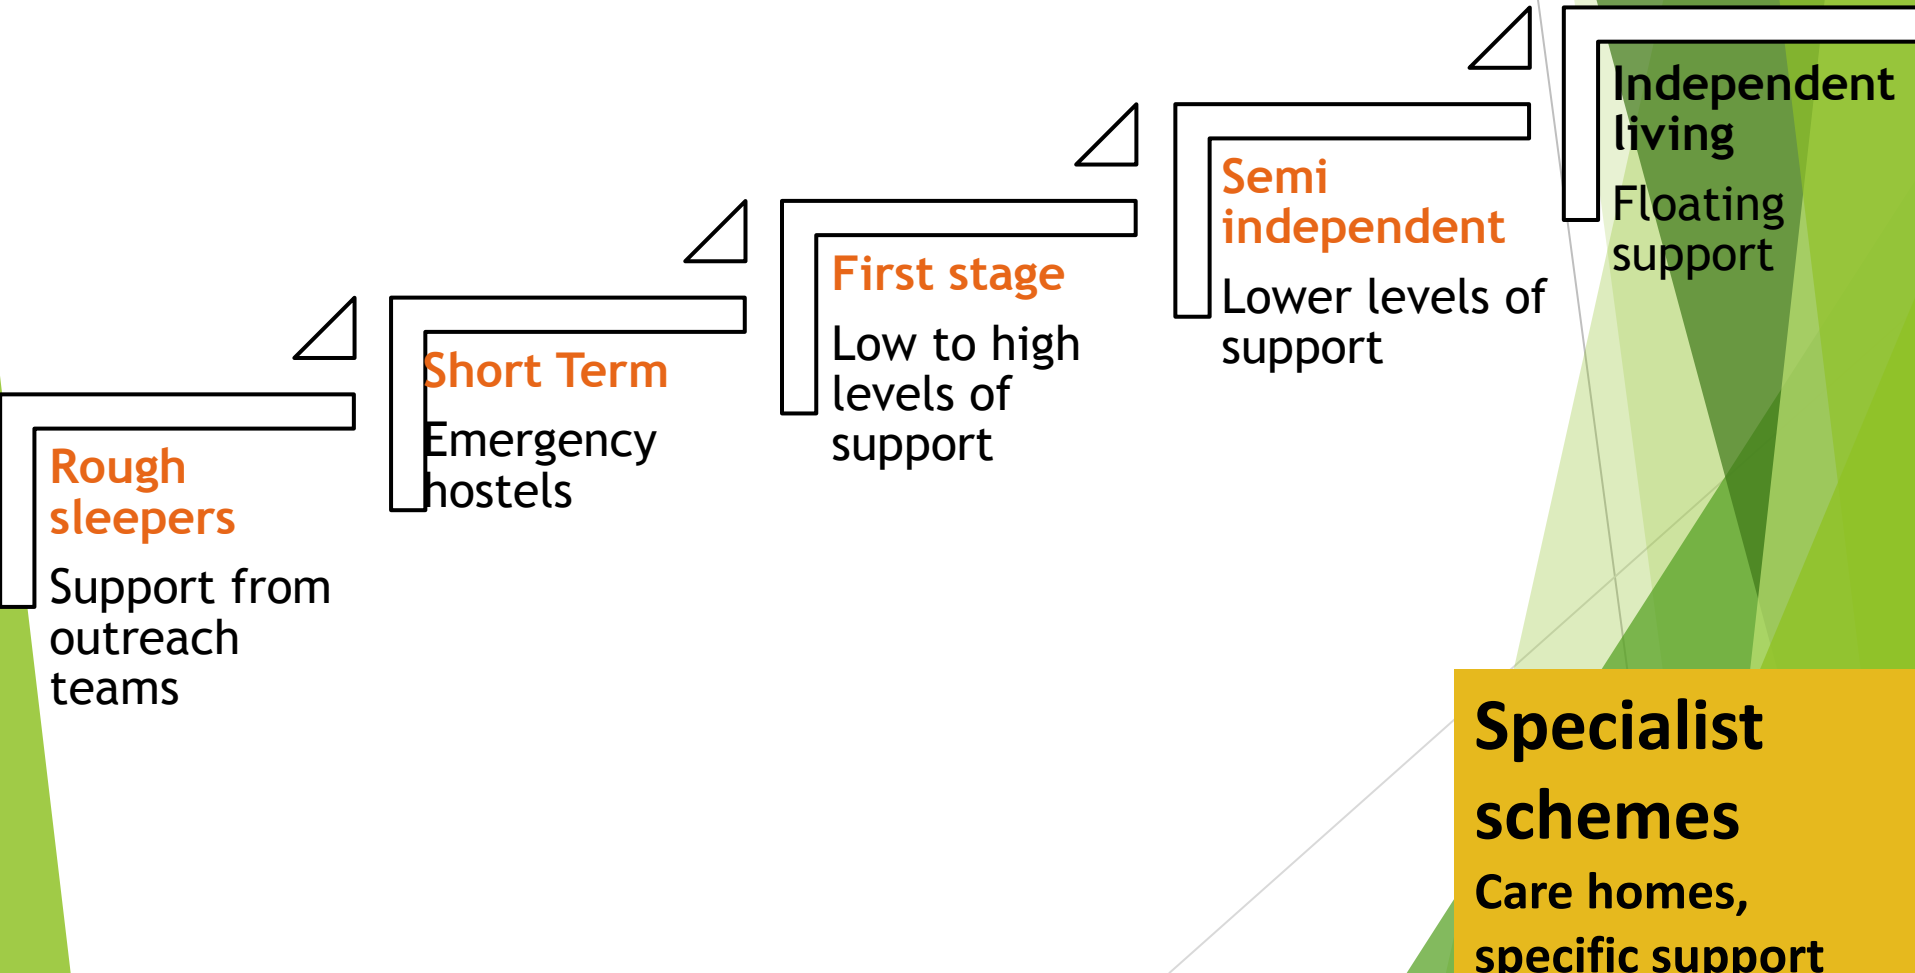 Rough
sleepers
Support from
outreach
teams
Short Term
Emergency
hostels
First stage
Low to high
levels of
support
Semi
independent
Lower levels of
support
Independent
living
Floating
support
Specialist
schemes
Care homes,
specific support